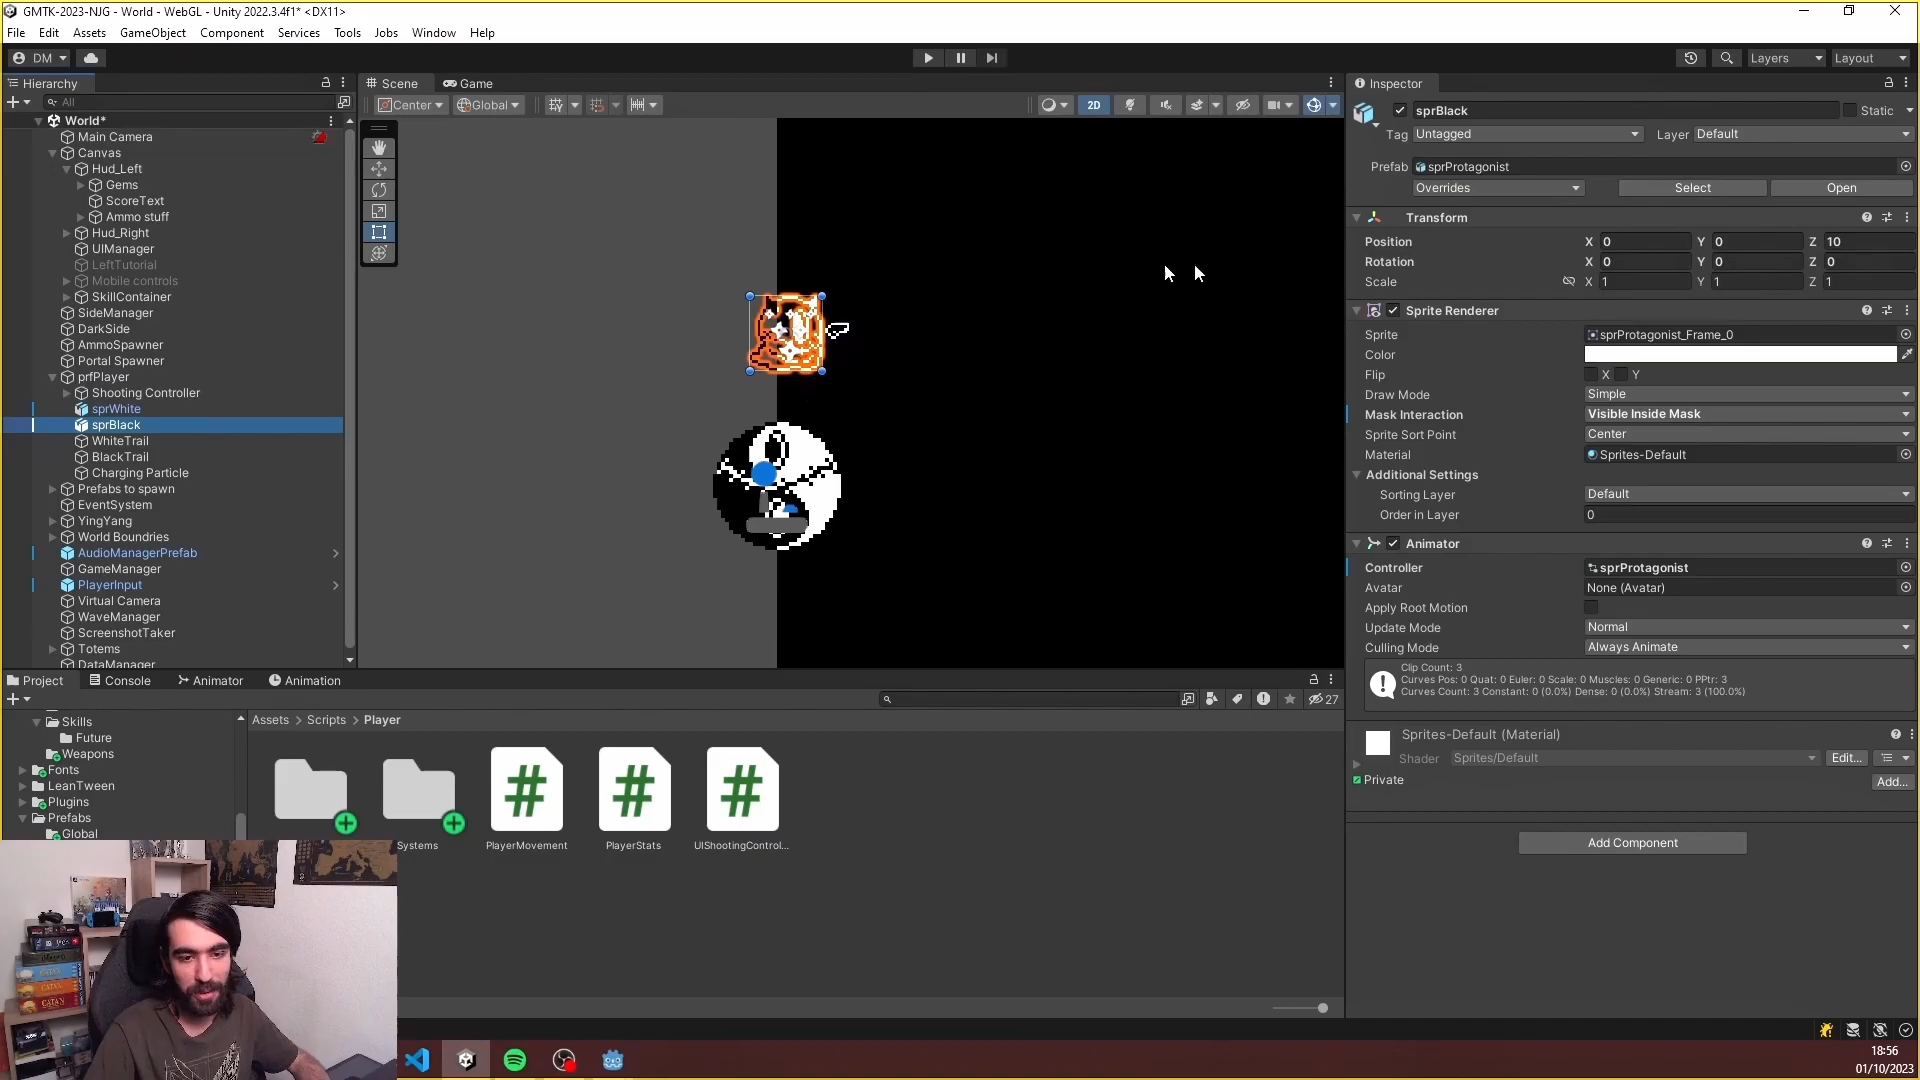 GMTK-2023-NJG - World - WebGL - Unity 2022.3.4f1* <DX11>
File Edit Assets GameObject Component Services Tools Jobs Window Help
DM
Layers Layout
Hierarchy
All
World*
Main Camera
Canvas
Hud_Left
Gems
ScoreText
Ammo stuff
Hud_Right
UIManager
LeftTutorial
Mobile controls
SkillContainer
SideManager
DarkSide
AmmoSpawner
Portal Spawner
prfPlayer
Shooting Controller
sprWhite
sprBlack
WhiteTrail
BlackTrail
Charging Particle
Prefabs to spawn
EventSystem
YingYang
World Boundries
AudioManagerPrefab
GameManager
PlayerInput
Virtual Camera
WaveManager
ScreenshotTaker
Totems
DataManager
Scene Game
Center Global 2D
Inspector
sprBlack Static
Tag Untagged Layer Default
Prefab sprProtagonist
Overrides Select Open
Transform
Position X 0 Y 0 Z 10
Rotation X 0 Y 0 Z 0
Scale X 1 Y 1 Z 1
Sprite Renderer
Sprite sprProtagonist_Frame_0
Color
Flip X Y
Draw Mode Simple
Mask Interaction Visible Inside Mask
Sprite Sort Point Center
Material Sprites-Default
Additional Settings
Sorting Layer Default
Order in Layer 0
Animator
Controller sprProtagonist
Avatar None (Avatar)
Apply Root Motion
Update Mode Normal
Culling Mode Always Animate
Clip Count: 3
Curves Pos: 0 Quat: 0 Euler: 0 Scale: 0 Muscles: 0 Generic: 0 PPtr: 3
Curves Count: 3 Constant: 0 (0.0%) Dense: 0 (0.0%) Stream: 3 (100.0%)
Sprites-Default (Material)
Shader Sprites/Default Edit...
Private
Add...
Add Component
Project Console Animator Animation
27
Skills
Future
Weapons
Fonts
LeanTween
Plugins
Prefabs
Global
Assets > Scripts > Player
Systems
PlayerMovement
PlayerStats
UIShootingControl...
CATAN
CATAN
18:56
01/10/2023